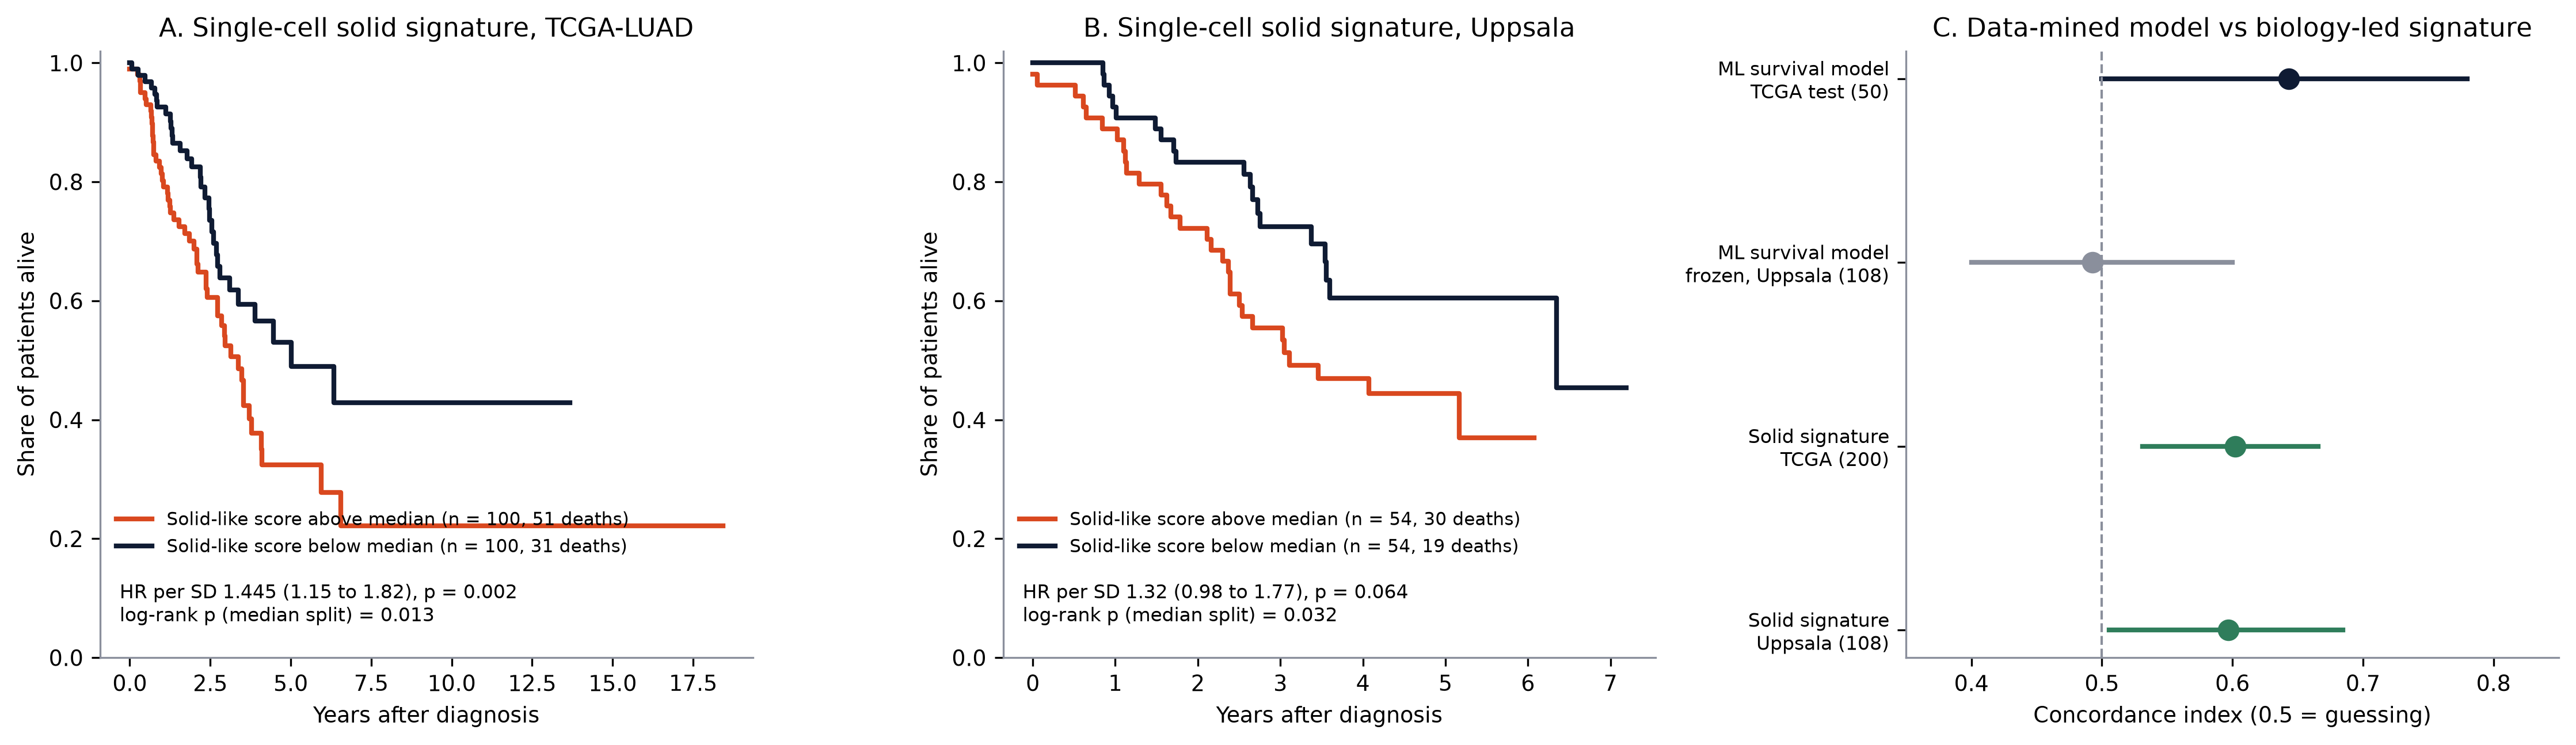 A. Single-cell solid signature, TCGA-LUAD
Share of patients alive
1.0
0.8
0.6
0.4
0.2
0.0
Solid-like score above median (n = 100, 51 deaths)
Solid-like score below median (n = 100, 31 deaths)
HR per SD 1.445 (1.15 to 1.82), p = 0.002
log-rank p (median split) = 0.013
0.0 2.5 5.0 7.5 10.0 12.5 15.0 17.5
Years after diagnosis
B. Single-cell solid signature, Uppsala
Share of patients alive
1.0
0.8
0.6
0.4
0.2
0.0
Solid-like score above median (n = 54, 30 deaths)
Solid-like score below median (n = 54, 19 deaths)
HR per SD 1.32 (0.98 to 1.77), p = 0.064
log-rank p (median split) = 0.032
0 1 2 3 4 5 6 7
Years after diagnosis
C. Data-mined model vs biology-led signature
ML survival model
TCGA test (50)
ML survival model
frozen, Uppsala (108)
Solid signature
TCGA (200)
Solid signature
Uppsala (108)
0.4 0.5 0.6 0.7 0.8
Concordance index (0.5 = guessing)